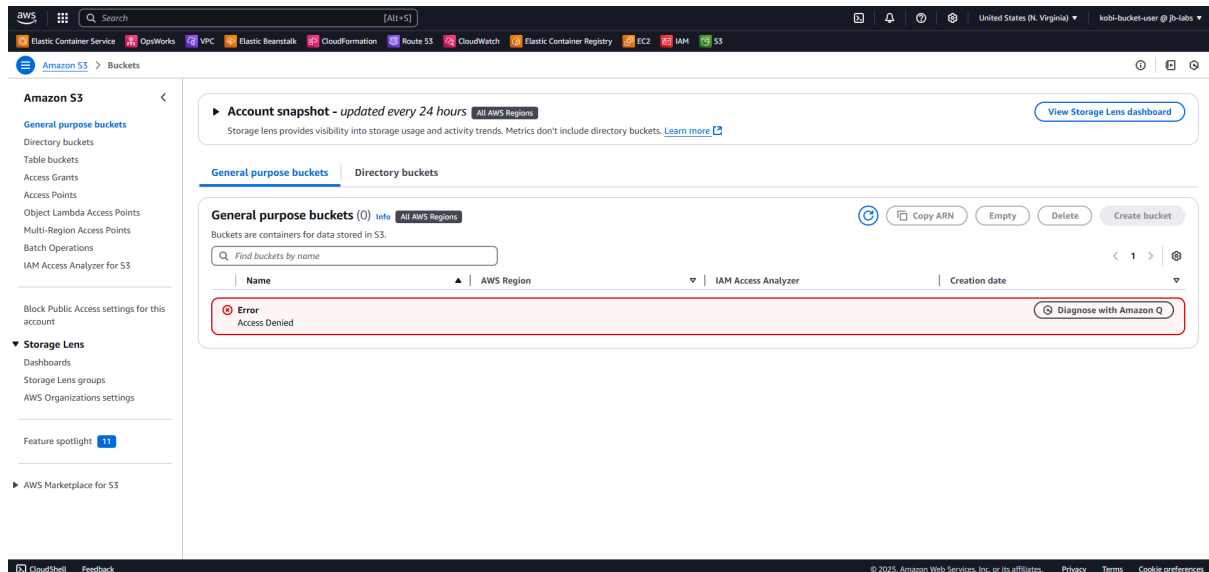 aws
Search
[Alt+S]
United States (N. Virginia)
kobi-bucket-user @ jb-labs
Elastic Container Service
OpsWorks
VPC
Elastic Beanstalk
CloudFormation
Route 53
CloudWatch
Elastic Container Registry
EC2
IAM
S3
Amazon S3 > Buckets
Amazon S3
General purpose buckets
Directory buckets
Table buckets
Access Grants
Access Points
Object Lambda Access Points
Multi-Region Access Points
Batch Operations
IAM Access Analyzer for S3
Block Public Access settings for this
account
Storage Lens
Dashboards
Storage Lens groups
AWS Organizations settings
Feature spotlight 11
AWS Marketplace for S3
Account snapshot - updated every 24 hours All AWS Regions
View Storage Lens dashboard
Storage lens provides visibility into storage usage and activity trends. Metrics don't include directory buckets. Learn more
General purpose buckets
Directory buckets
General purpose buckets (0) Info All AWS Regions
Copy ARN
Empty
Delete
Create bucket
Buckets are containers for data stored in S3.
Find buckets by name
1
Name
AWS Region
IAM Access Analyzer
Creation date
Error
Access Denied
Diagnose with Amazon Q
CloudShell
Feedback
© 2025, Amazon Web Services, Inc. or its affiliates.
Privacy
Terms
Cookie preferences